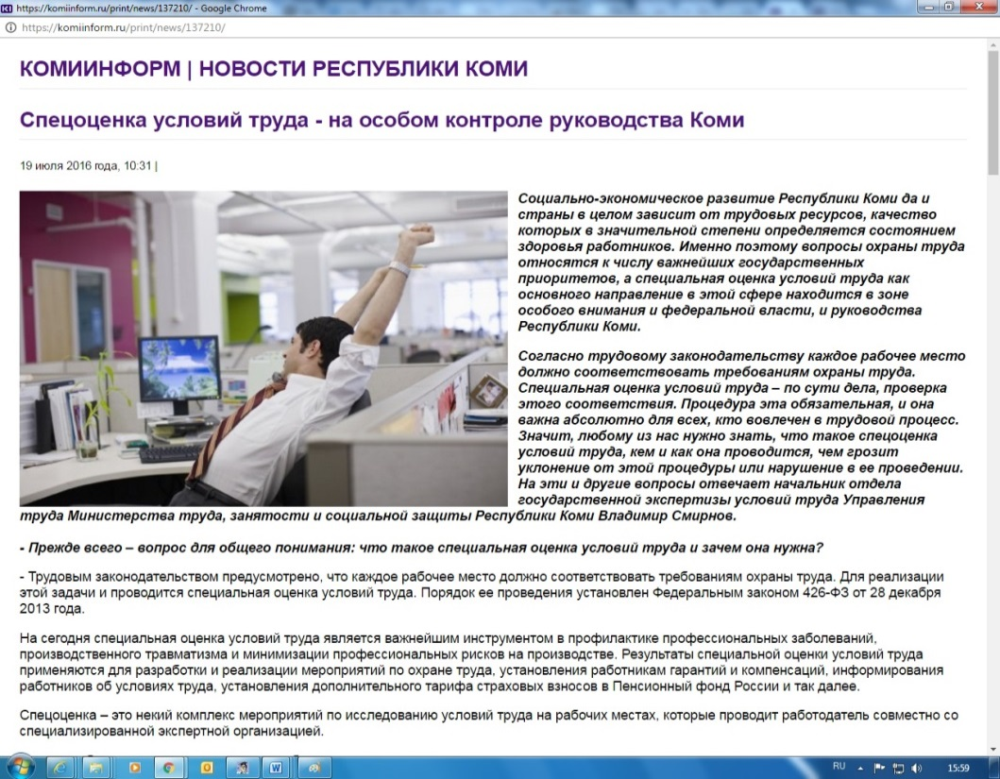 https://komiinform.ru/print/news/137210/ - Google Chrome
https://komiinform.ru/print/news/137210/
КОМИИНФОРМ | НОВОСТИ РЕСПУБЛИКИ КОМИ
Спецоценка условий труда - на особом контроле руководства Коми
19 июля 2016 года, 10:31 |
Социально-экономическое развитие Республики Коми да и
страны в целом зависит от трудовых ресурсов, качество
которых в значительной степени определяется состоянием
здоровья работников. Именно поэтому вопросы охраны труда
относятся к числу важнейших государственных
приоритетов, а специальная оценка условий труда как
основного направление в этой сфере находится в зоне
особого внимания и федеральной власти, и руководства
Республики Коми.
Согласно трудовому законодательству каждое рабочее место
должно соответствовать требованиям охраны труда.
Специальная оценка условий труда – по сути дела, проверка
этого соответствия. Процедура эта обязательная, и она
важна абсолютно для всех, кто вовлечен в трудовой процесс.
Значит, любому из нас нужно знать, что такое спецоценка
условий труда, кем и как она проводится, чем грозит
уклонение от этой процедуры или нарушение в ее проведении.
На эти и другие вопросы отвечает начальник отдела
государственной экспертизы условий труда Управления
труда Министерства труда, занятости и социальной защиты Республики Коми Владимир Смирнов.
- Прежде всего – вопрос для общего понимания: что такое специальная оценка условий труда и зачем она нужна?
- Трудовым законодательством предусмотрено, что каждое рабочее место должно соответствовать требованиям охраны труда. Для реализации
этой задачи и проводится специальная оценка условий труда. Порядок ее проведения установлен Федеральным законом 426-ФЗ от 28 декабря
2013 года.
На сегодня специальная оценка условий труда является важнейшим инструментом в профилактике профессиональных заболеваний,
производственного травматизма и минимизации профессиональных рисков на производстве. Результаты специальной оценки условий труда
применяются для разработки и реализации мероприятий по охране труда, установления работникам гарантий и компенсаций, информирования
работников об условиях труда, установления дополнительного тарифа страховых взносов в Пенсионный фонд России и так далее.
Спецоценка – это некий комплекс мероприятий по исследованию условий труда на рабочих местах, которые проводит работодатель совместно со
специализированной экспертной организацией.
RU
15:59